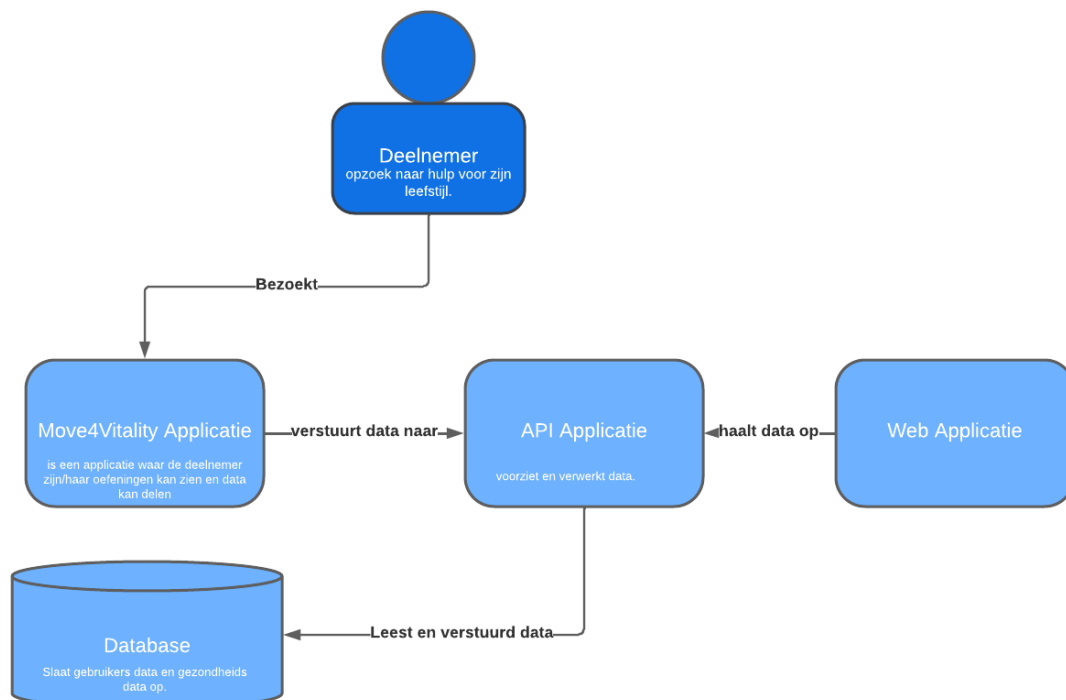 Deelnemer
opzoek naar hulp voor zijn
leefstijl.
Bezoekt
Move4Vitality Applicatie
is een applicatie waar de deelnemer
zijn/haar oefeningen kan zien en data
kan delen
verstuurt data naar
API Applicatie
voorziet en verwerkt data.
haalt data op
Web Applicatie
Leest en verstuurd data
Database
Slaat gebruikers data en gezondheids
data op.